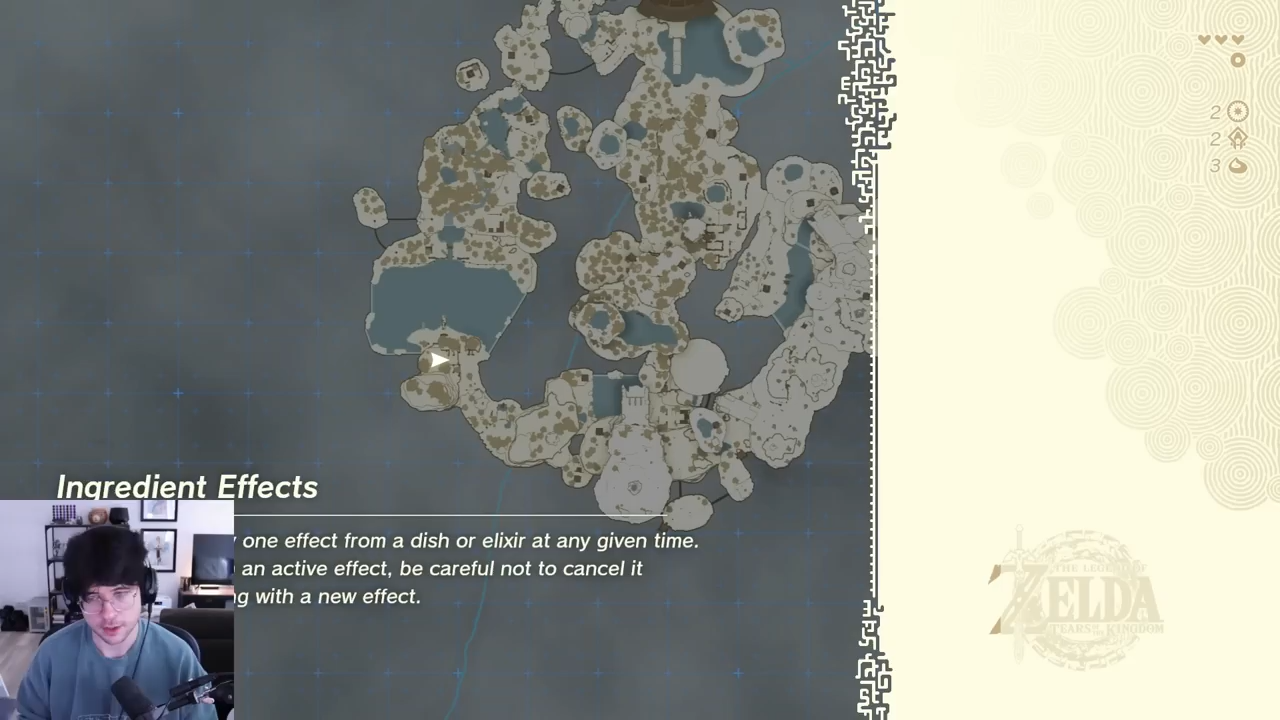 2
2
3
Ingredient Effects
one effect from a dish or elixir at any given time.
an active effect, be careful not to cancel it
g with a new effect.
THE LEGEND OF
ZELDA
TEARS OF THE KINGDOM